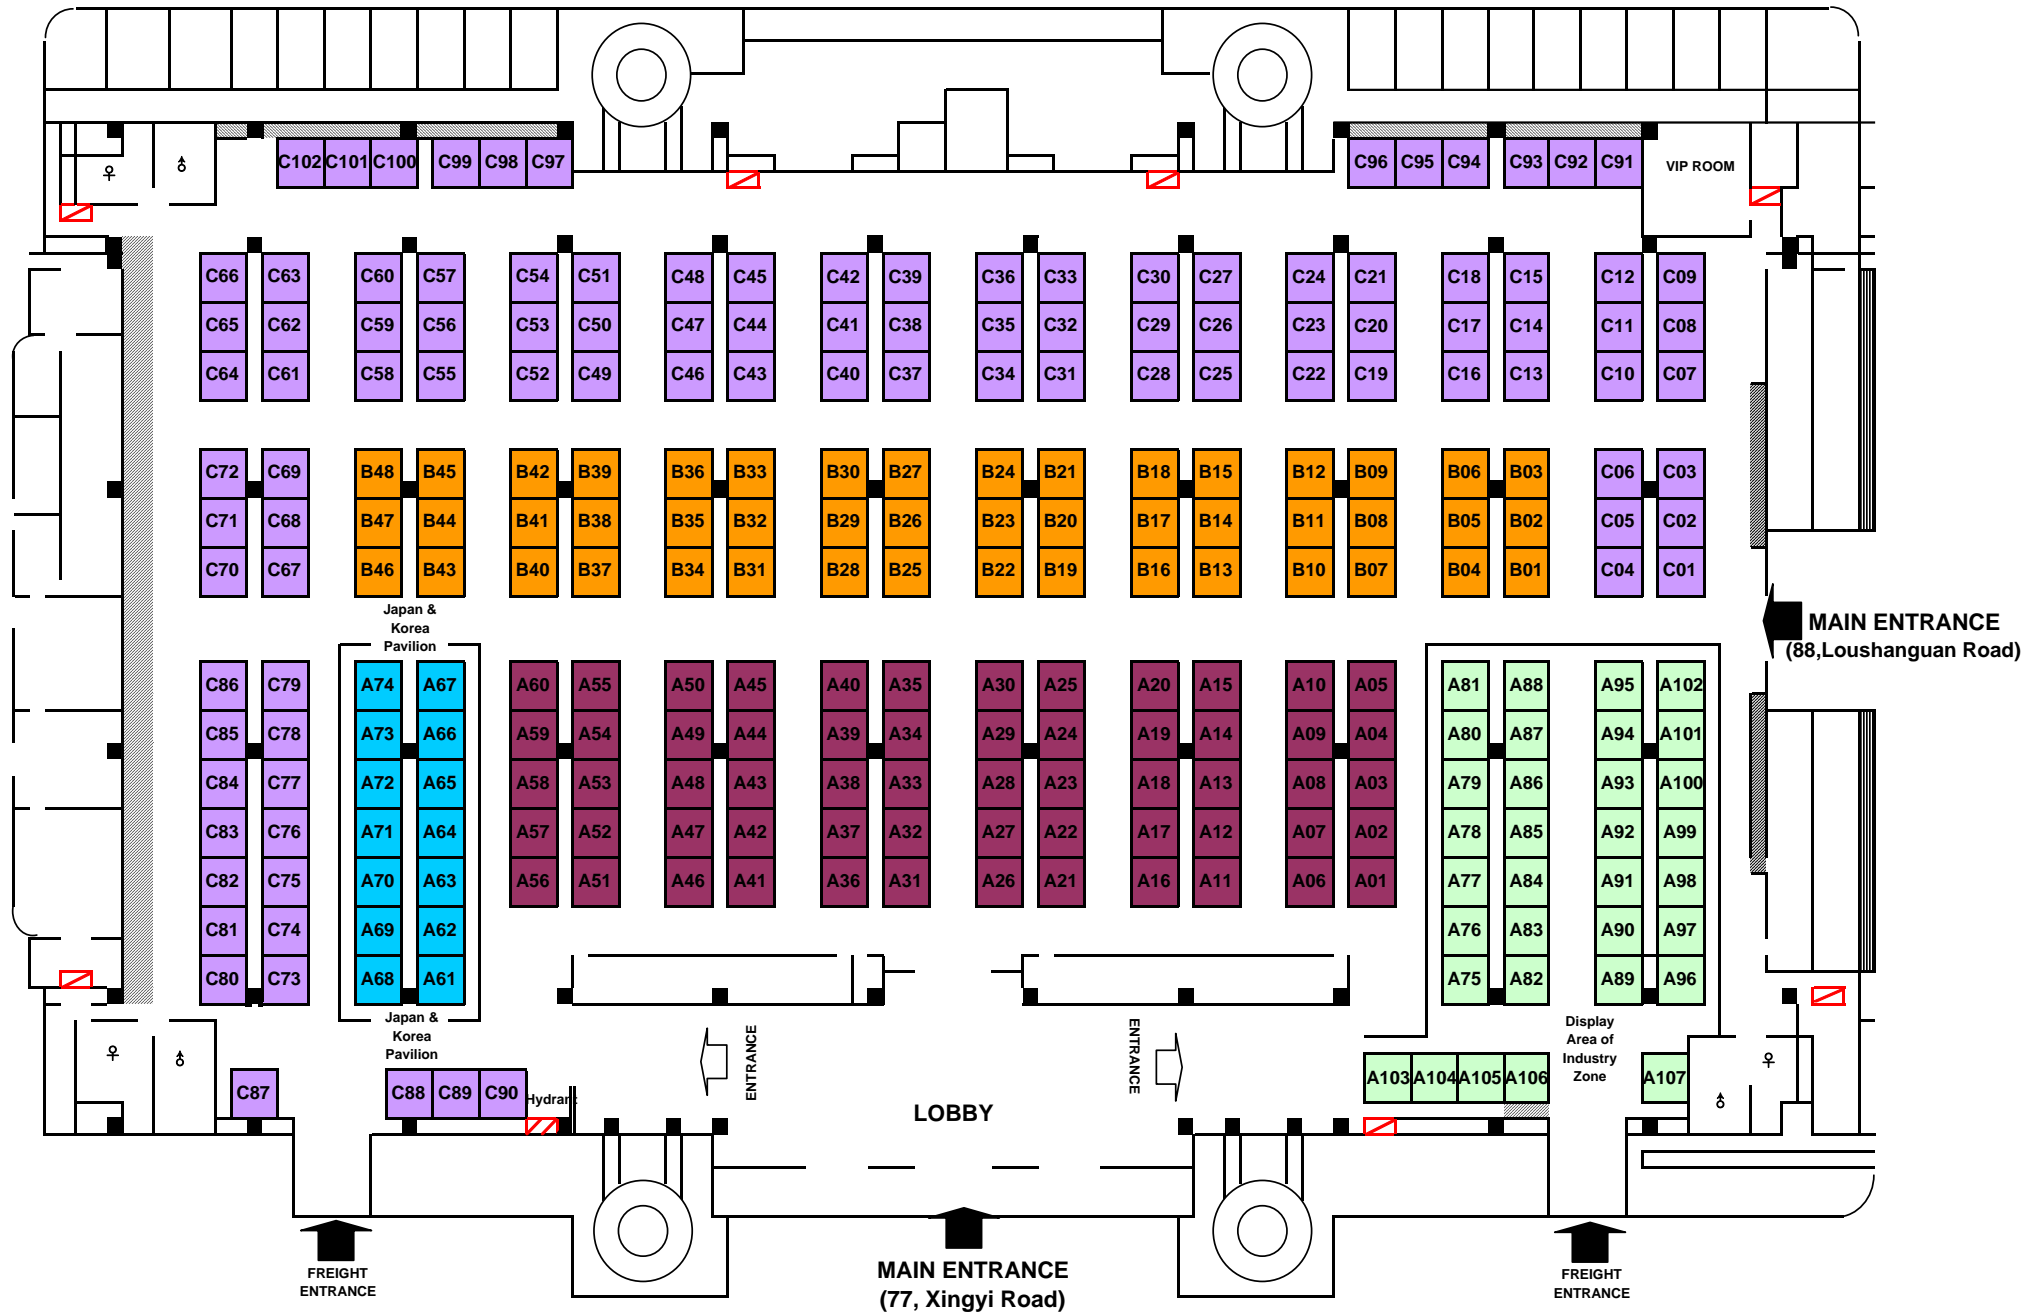 C102 C101 C100 C99 C98 C97 C96 C95 C94 C93 C92 C91 VIP ROOM
C66 C63 C60 C57 C54 C51 C48 C45 C42 C39 C36 C33 C30 C27 C24 C21 C18 C15 C12 C09
C65 C62 C59 C56 C53 C50 C47 C44 C41 C38 C35 C32 C29 C26 C23 C20 C17 C14 C11 C08
C64 C61 C58 C55 C52 C49 C46 C43 C40 C37 C34 C31 C28 C25 C22 C19 C16 C13 C10 C07
C72 C69 B48 B45 B42 B39 B36 B33 B30 B27 B24 B21 B18 B15 B12 B09 B06 B03 C06 C03
C71 C68 B47 B44 B41 B38 B35 B32 B29 B26 B23 B20 B17 B14 B11 B08 B05 B02 C05 C02
C70 C67 B46 B43 B40 B37 B34 B31 B28 B25 B22 B19 B16 B13 B10 B07 B04 B01 C04 C01
Japan &
Korea
Pavilion
MAIN ENTRANCE
(88,Loushanguan Road)
C86 C79 A74 A67 A60 A55 A50 A45 A40 A35 A30 A25 A20 A15 A10 A05 A81 A88 A95 A102
C85 C78 A73 A66 A59 A54 A49 A44 A39 A34 A29 A24 A19 A14 A09 A04 A80 A87 A94 A101
C84 C77 A72 A65 A58 A53 A48 A43 A38 A33 A28 A23 A18 A13 A08 A03 A79 A86 A93 A100
C83 C76 A71 A64 A57 A52 A47 A42 A37 A32 A27 A22 A17 A12 A07 A02 A78 A85 A92 A99
C82 C75 A70 A63 A56 A51 A46 A41 A36 A31 A26 A21 A16 A11 A06 A01 A77 A84 A91 A98
C81 C74 A69 A62 A76 A83 A90 A97
C80 C73 A68 A61 A75 A82 A89 A96
Japan &
Korea
Pavilion
ENTRANCE
ENTRANCE
Display
Area of
Industry
Zone
C87 C88 C89 C90 Hydrant
A103 A104 A105 A106 A107
LOBBY
FREIGHT
ENTRANCE
MAIN ENTRANCE
(77, Xingyi Road)
FREIGHT
ENTRANCE